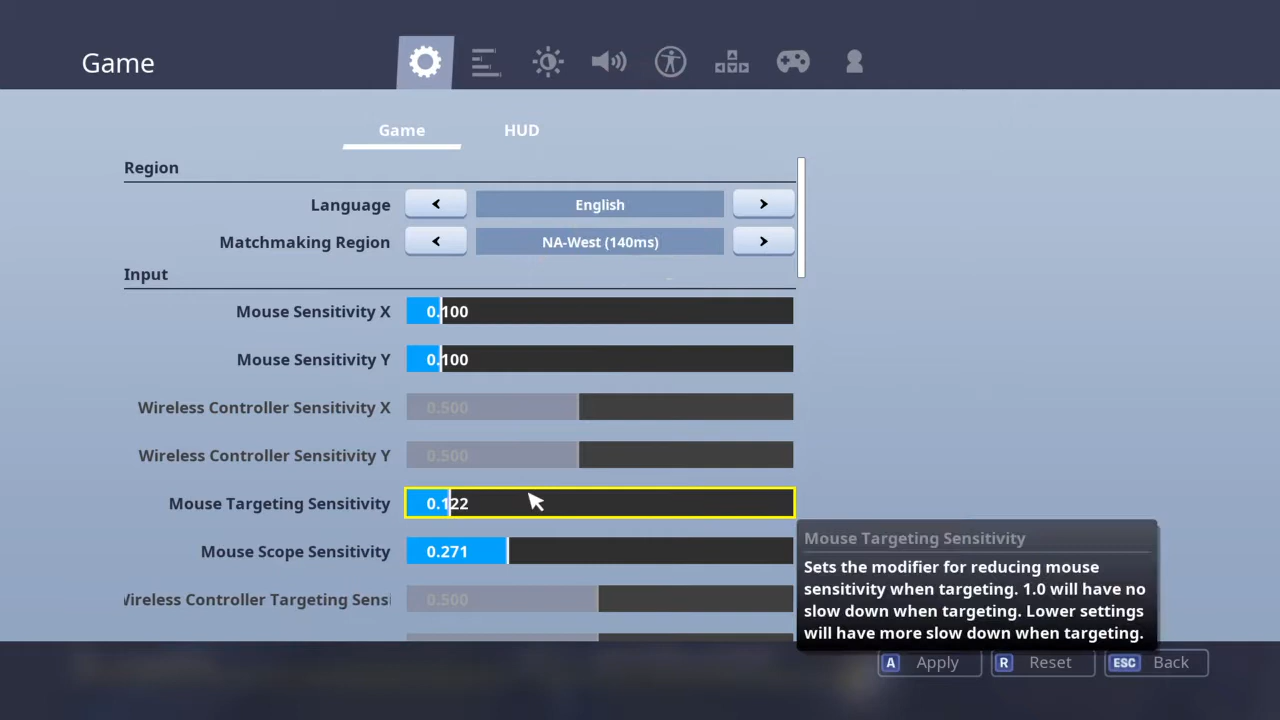 Game
Game
HUD
Region
Language
English
Matchmaking Region
NA-West (140ms)
Input
Mouse Sensitivity X
0.100
Mouse Sensitivity Y
0.100
Wireless Controller Sensitivity X
0.500
Wireless Controller Sensitivity Y
0.500
Mouse Targeting Sensitivity
0.122
Mouse Scope Sensitivity
0.271
Wireless Controller Targeting Sensi
0.500
Mouse Targeting Sensitivity
Sets the modifier for reducing mouse
sensitivity when targeting. 1.0 will have no
slow down when targeting. Lower settings
will have more slow down when targeting.
A Apply
R Reset
ESC Back